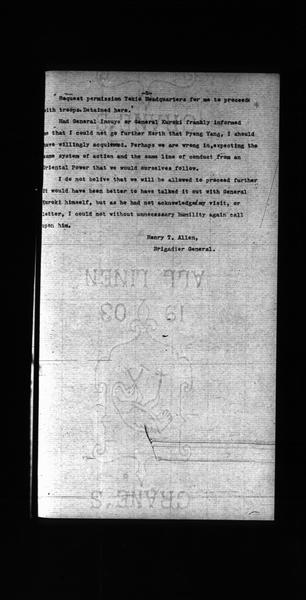 -2-
Request permission Tokio Headquarters for me to proceed
with troops. Detained here."
Had General Inouye or General Kuroki frankly informed
me that I could not go further North that Pyeng Yang, I should
have willingly acquiesced. Perhaps we are wrong in expecting the
same system of action and the same line of conduct from an
Oriental Power that we would ourselves follow.
I do not belive that we will be allowed to proceed further
It would have been better to have talked it out with General
Kuroki himself, but as he had not acknowledged my visit, or
letter, I could not without unnecessary humility again call
upon him.
Henry T. Allen,
Brigadier General.
ALL LINEN
19 03
CRANE'S